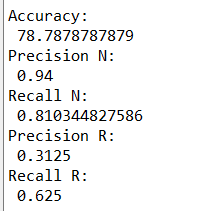 Accuracy:
78.7878787879
Precision N:
0.94
Recall N:
0.810344827586
Precision R:
0.3125
Recall R:
0.625